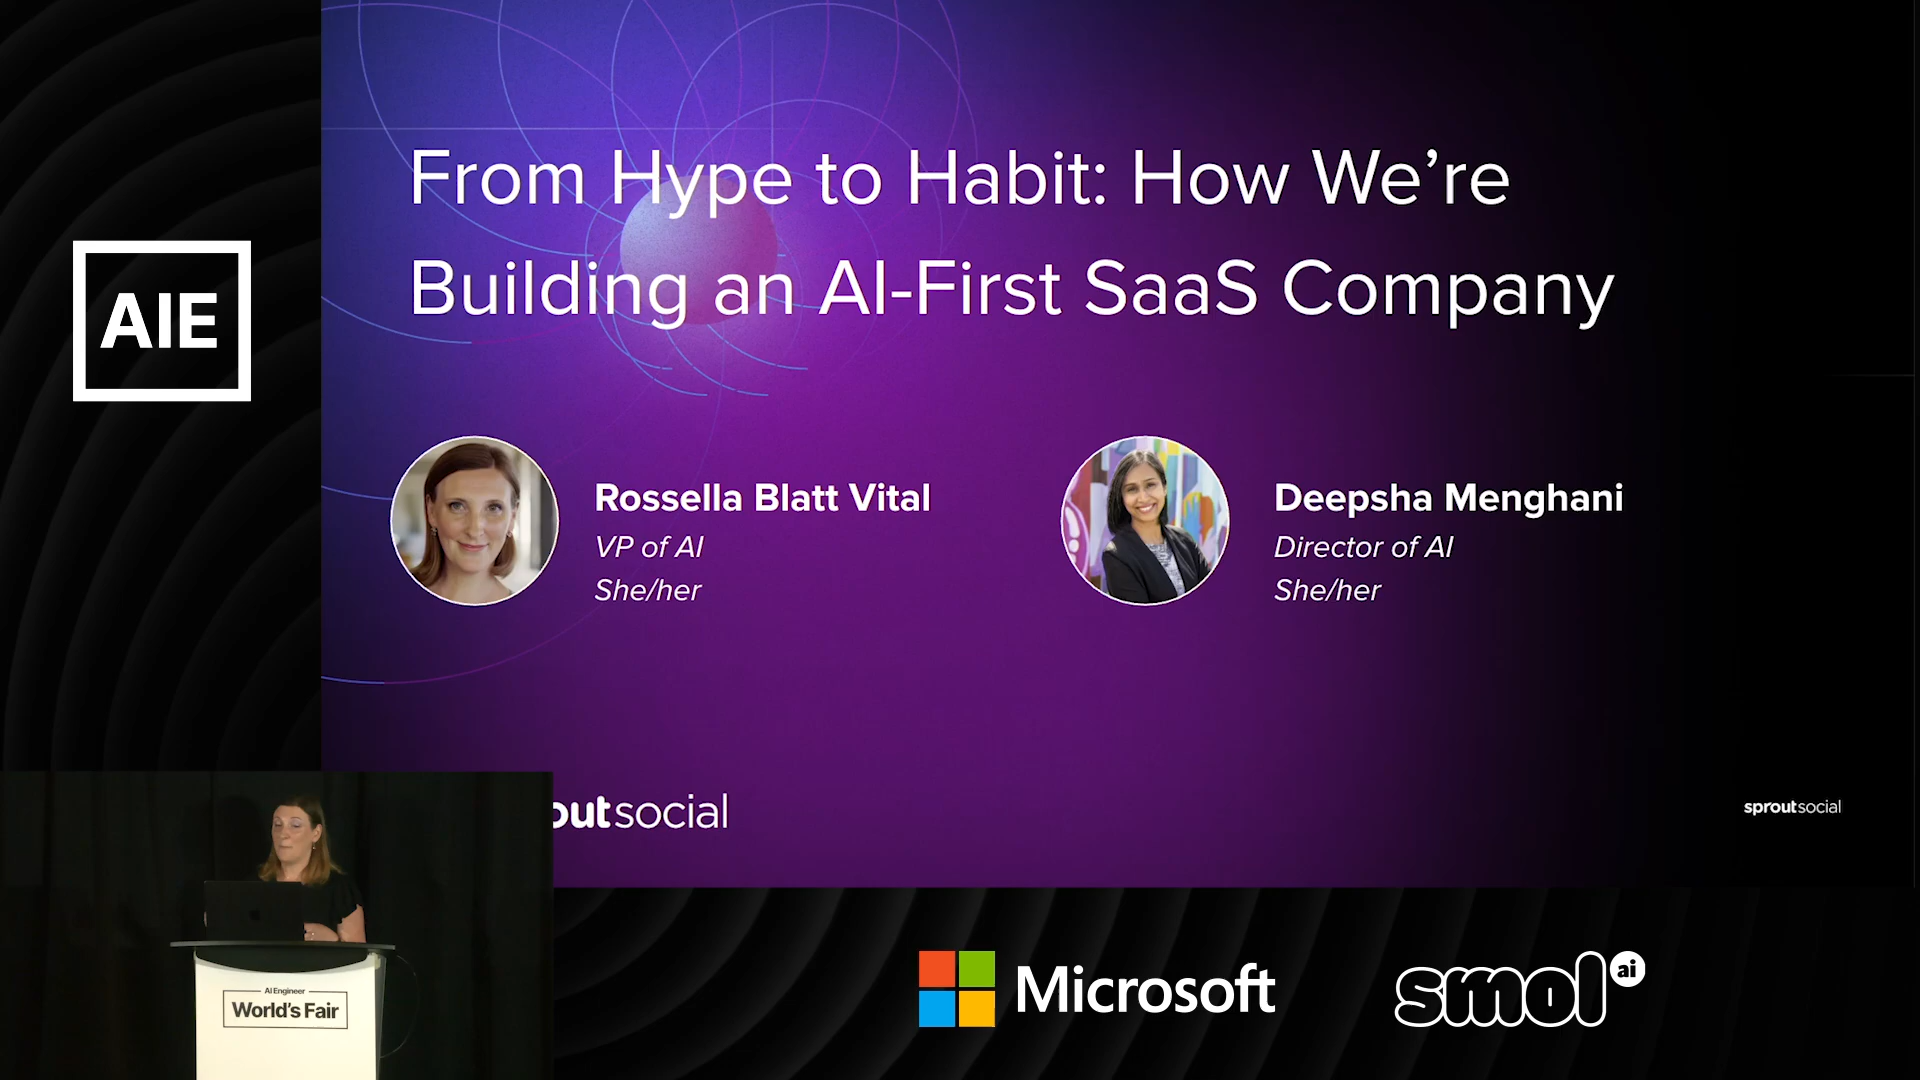 From Hype to Habit: How We’re
Building an AI-First SaaS Company
AIE
Rossella Blatt Vital
VP of AI
She/her
Deepsha Menghani
Director of AI
She/her
outsocial
sproutsocial
AI Engineer
World's Fair
Microsoft
smol ai